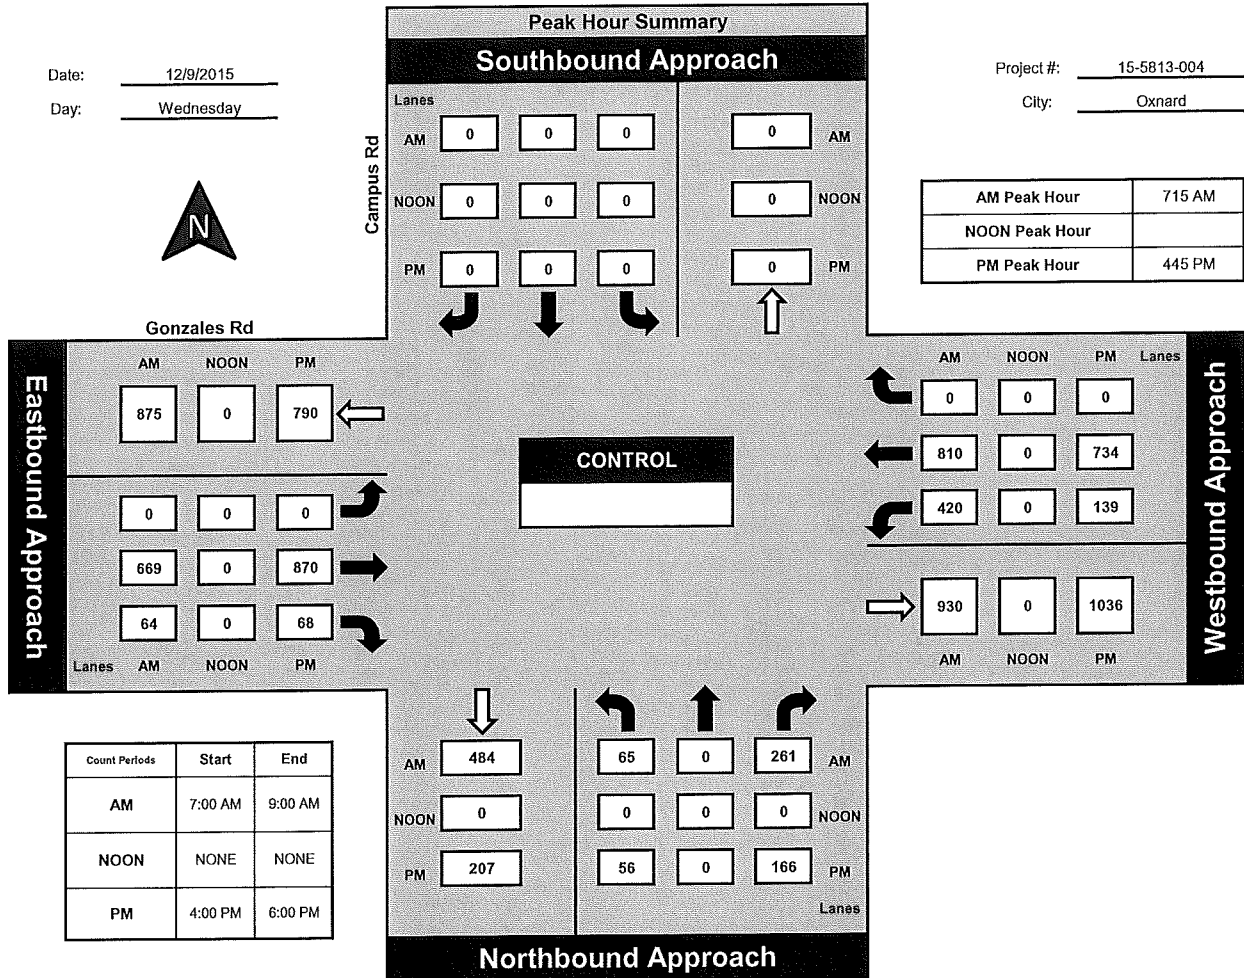 Peak Hour Summary
Southbound Approach
Date: 12/9/2015
Day: Wednesday
Project #: 15-5813-004
City: Oxnard
N
Campus Rd
Lanes
AM 0 0 0 0 AM
NOON 0 0 0 0 NOON
PM 0 0 0 0 PM
AM Peak Hour 715 AM
NOON Peak Hour
PM Peak Hour 445 PM
Gonzales Rd
Eastbound Approach
AM NOON PM
875 0 790
0 0 0
669 0 870
64 0 68
Lanes AM NOON PM
CONTROL
AM NOON PM Lanes
0 0 0
810 0 734
420 0 139
930 0 1036
AM NOON PM
Westbound Approach
Count Periods Start End
AM 7:00 AM 9:00 AM
NOON NONE NONE
PM 4:00 PM 6:00 PM
AM 484 65 0 261 AM
NOON 0 0 0 0 NOON
PM 207 56 0 166 PM
Lanes
Northbound Approach